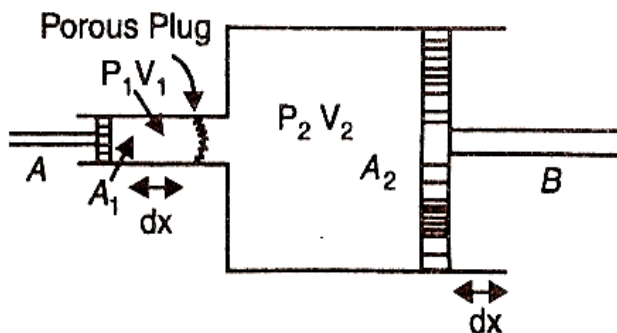 Porous Plug
P₁V₁
P₂ V₂
A
A₁
A₂
B
dx
dx